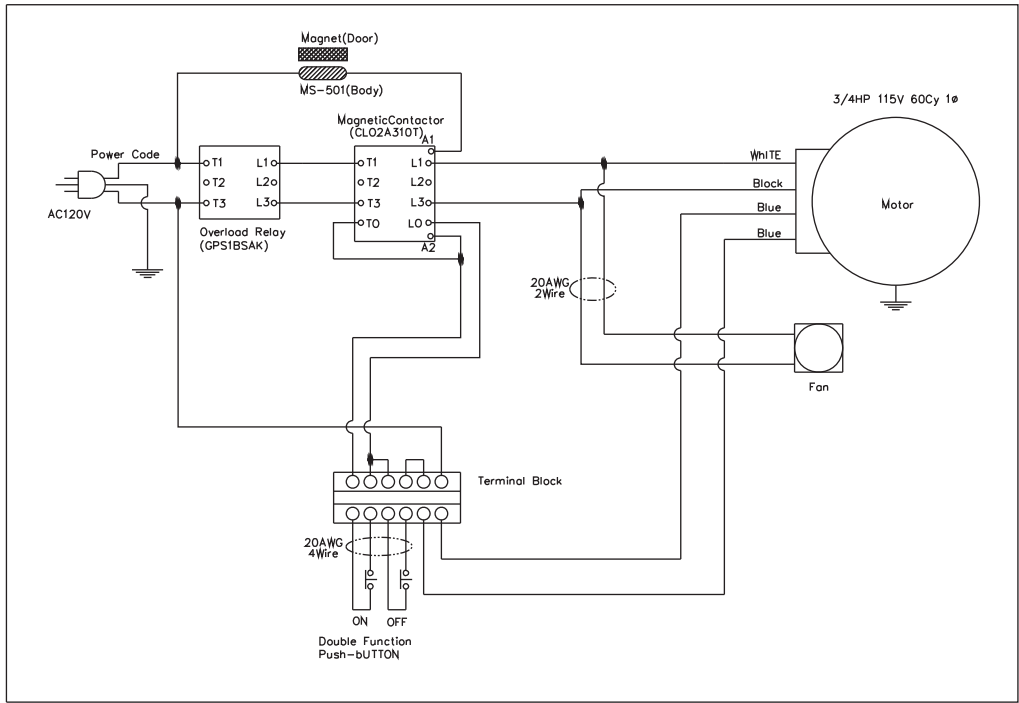 Magnet(Door)
MS-501(Body)
3/4HP 115V 60Cy 1ø
MagneticContactor
(CL02A310T)
A1
Power Code
T1 L1
T2 L2
T3 L3
T1 L1
T2 L2
T3 L3
TO LO
A2
WhITE
Block
Blue
Blue
Motor
AC120V
Overload Relay
(GPS1BSAK)
20AWG
2Wire
Fan
Terminal Block
20AWG
4Wire
ON OFF
Double Function
Push-bUTTON